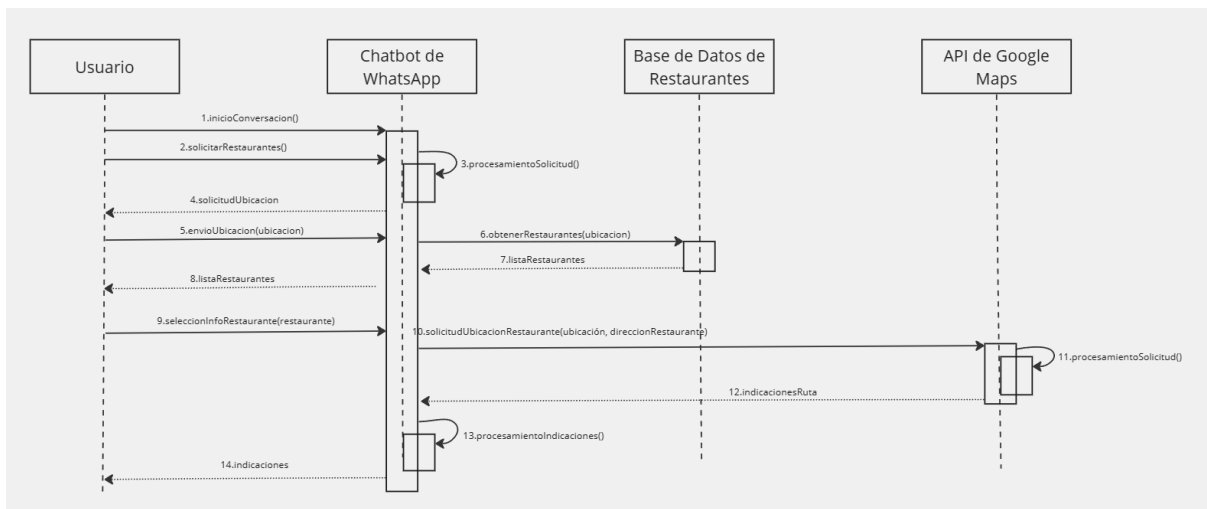 Usuario
Chatbot de
WhatsApp
Base de Datos de
Restaurantes
API de Google
Maps
1.inicioConversacion()
2.solicitarRestaurantes()
3.procesamientoSolicitud()
4.solicitudUbicacion
5.envioUbicacion(ubicacion)
6.obtenerRestaurantes(ubicacion)
7.listaRestaurantes
8.listaRestaurantes
9.seleccionInfoRestaurante(restaurante)
10.solicitudUbicacionRestaurante(ubicación, direccionRestaurante)
11.procesamientoSolicitud()
12.indicacionesRuta
13.procesamientoIndicaciones()
14.indicaciones